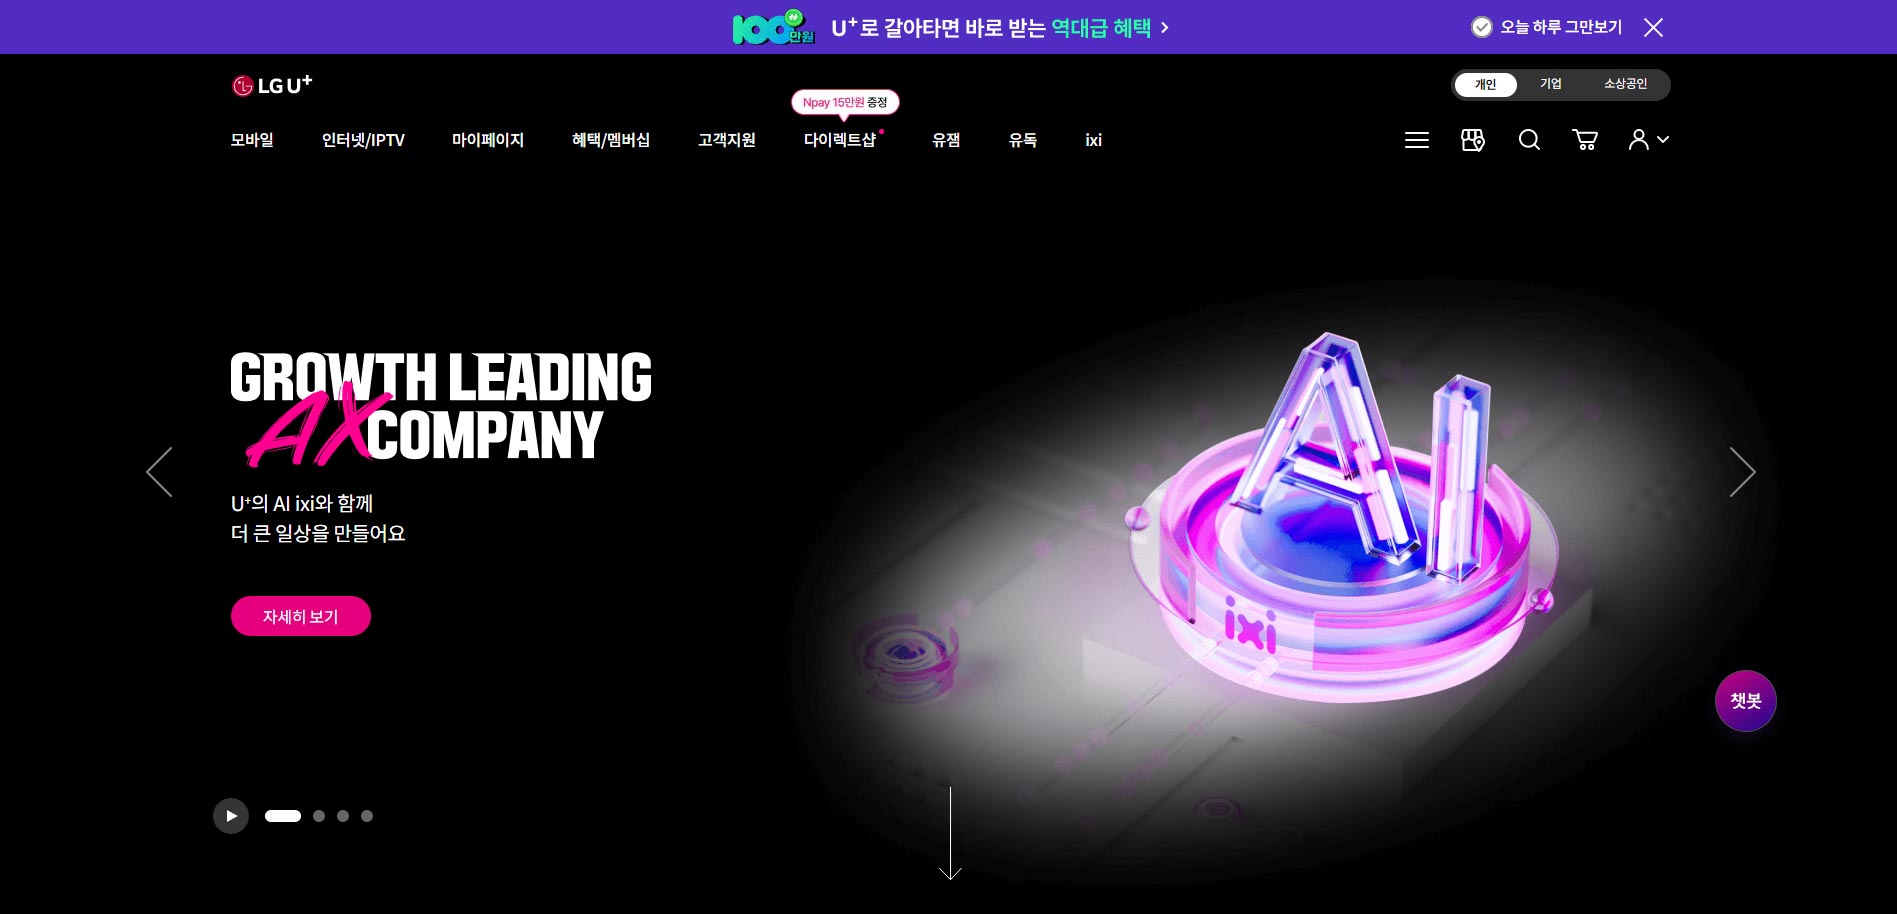 100만원 U⁺로 갈아타면 바로 받는 역대급 혜택
오늘 하루 그만보기
LG U⁺
개인 기업 소상공인
Npay 15만원 증정
모바일 인터넷/IPTV 마이페이지 혜택/멤버십 고객지원 다이렉트샵 유잼 유독 ixi
GROWTH LEADING
AX COMPANY
U⁺의 AI ixi와 함께
더 큰 일상을 만들어요
자세히 보기
AI
ixi
챗봇